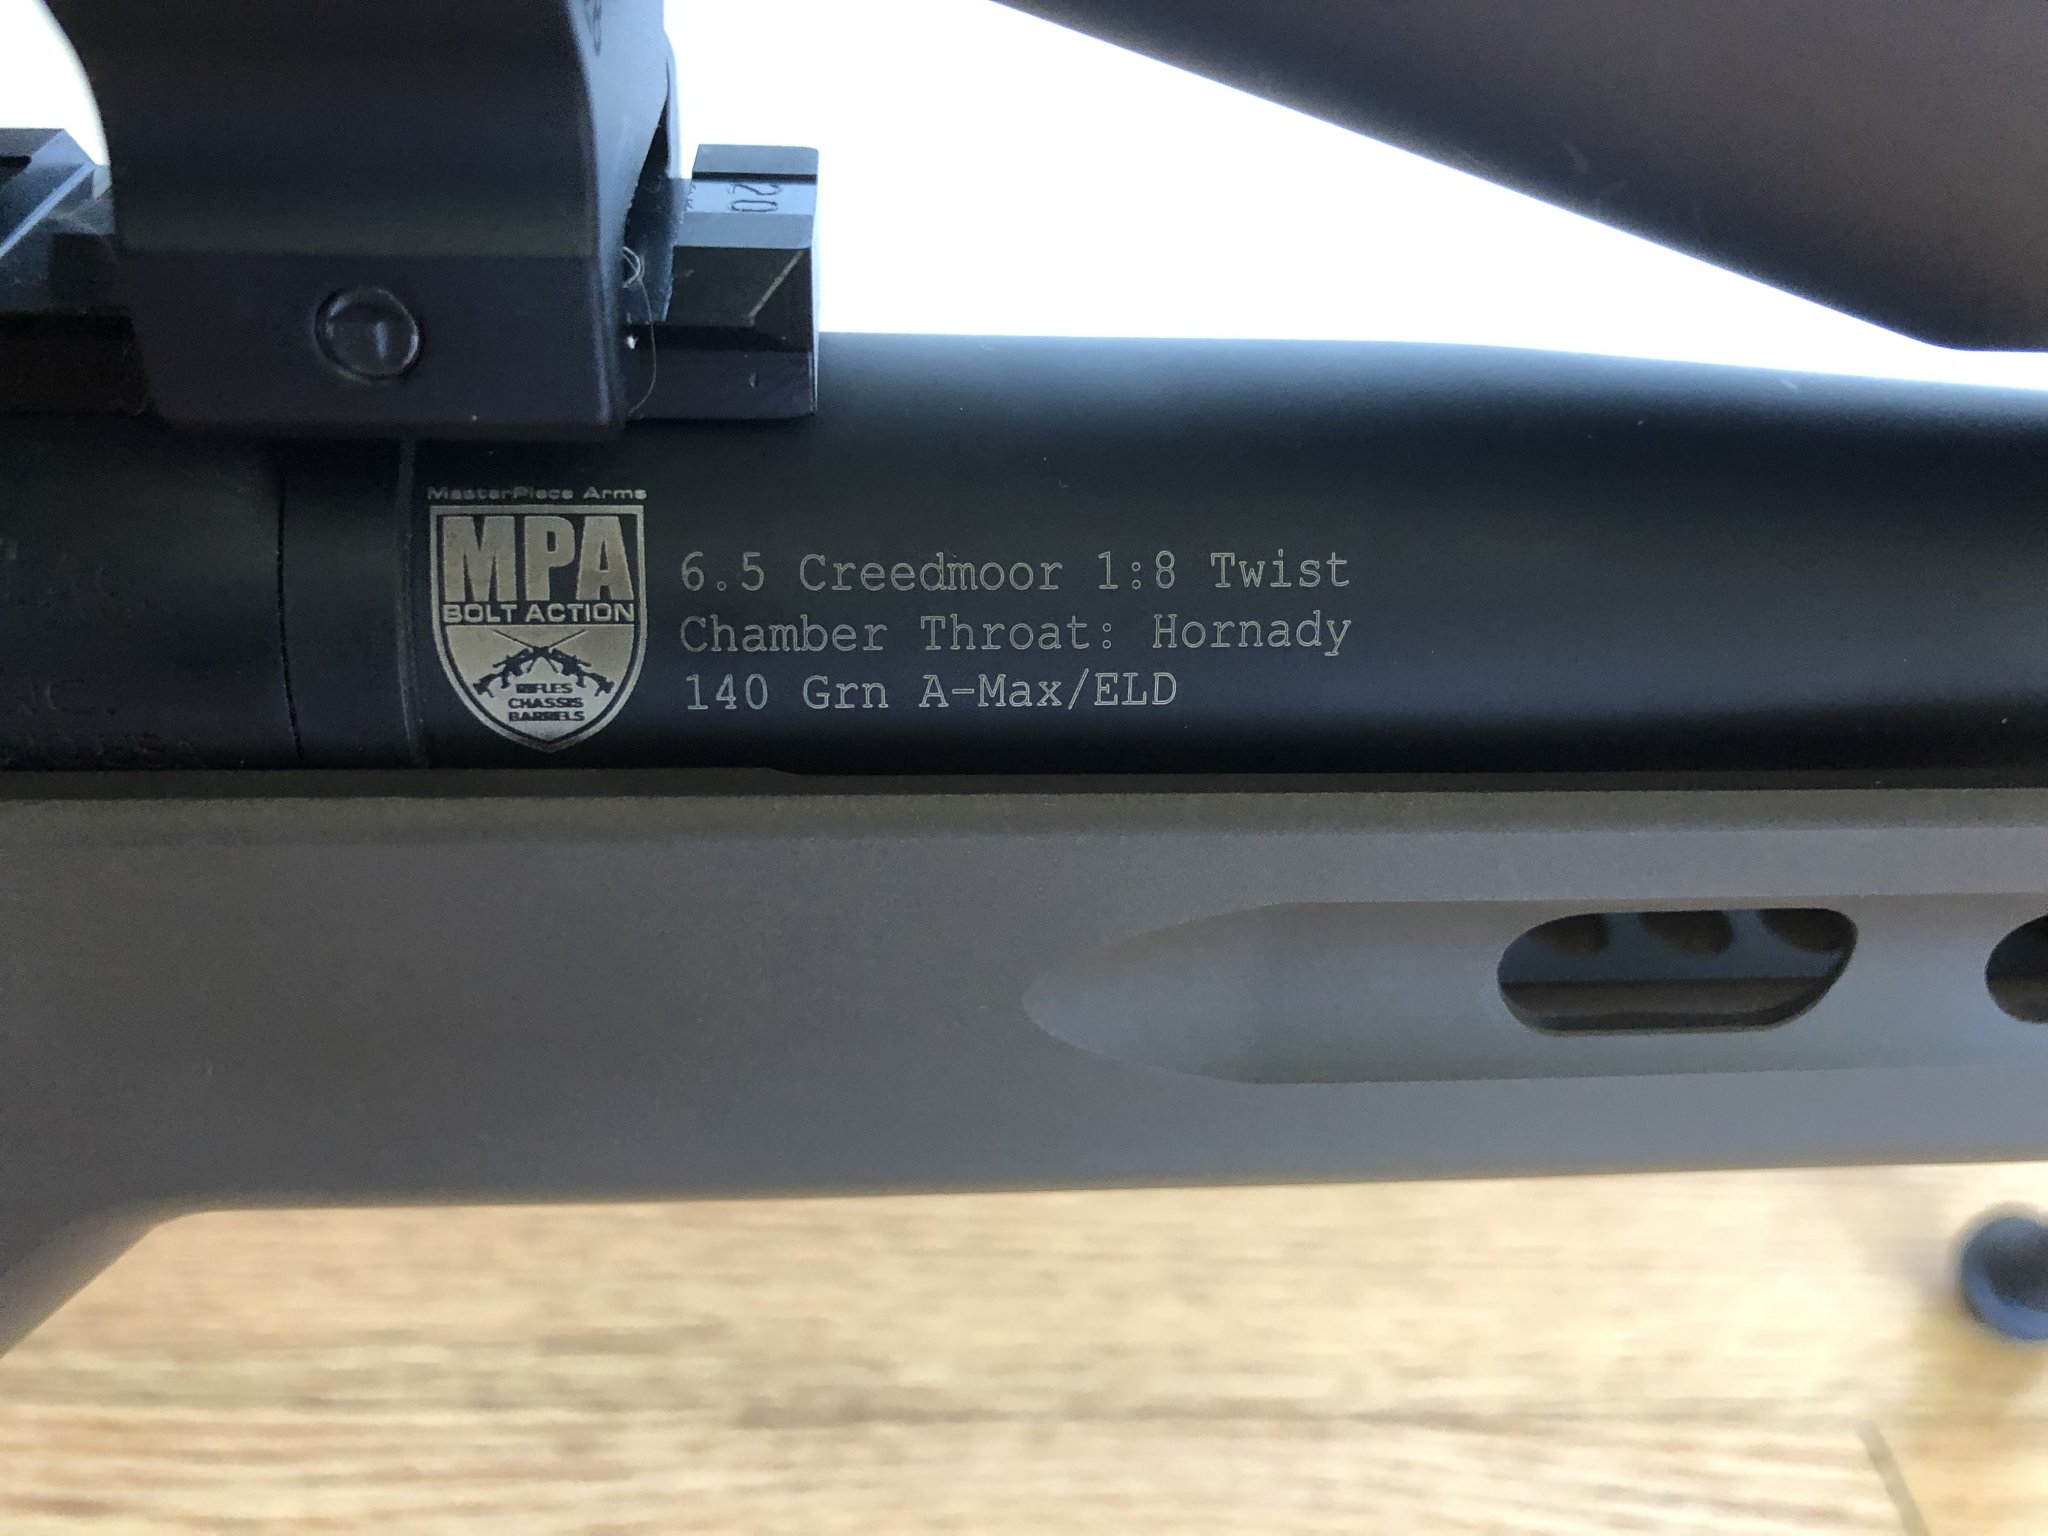 20
MasterPiece Arms
MPA
BOLT ACTION
RIFLES
CHASSIS
BARRELS
6.5 Creedmoor 1:8 Twist
Chamber Throat: Hornady
140 Grn A-Max/ELD